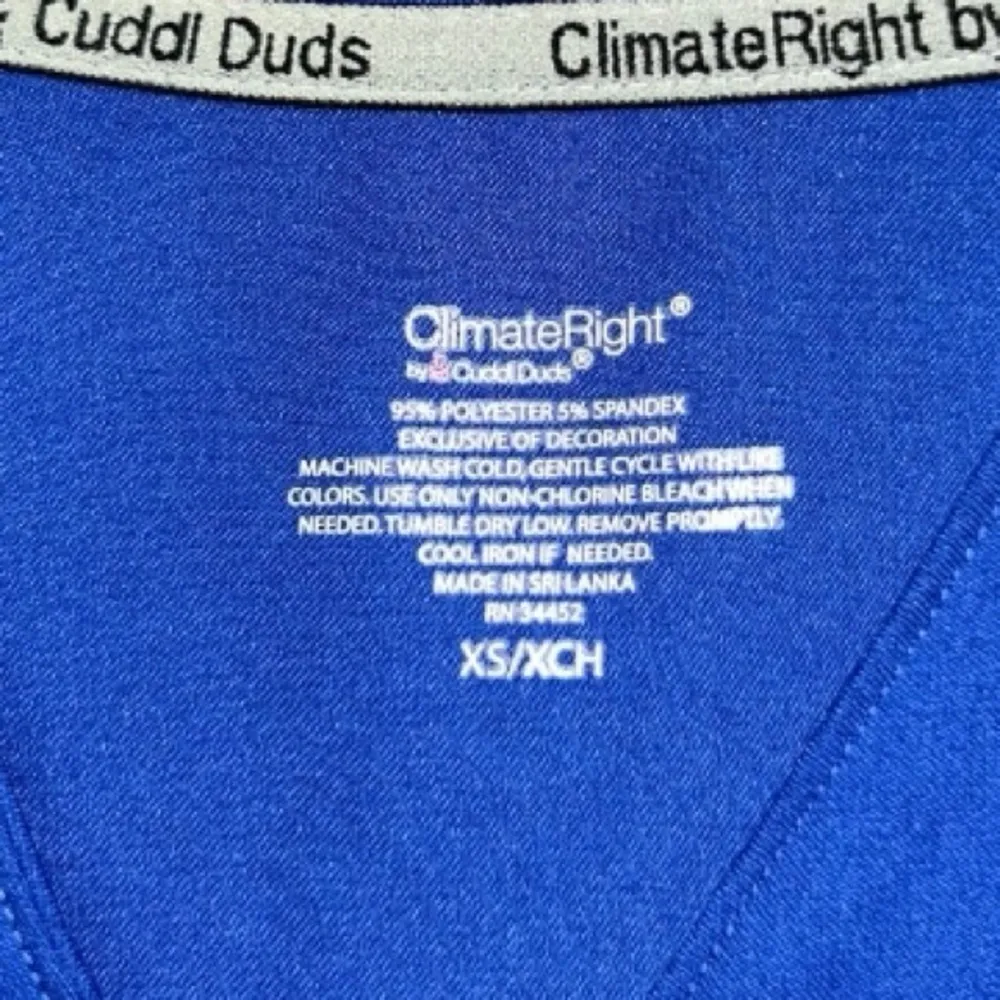 Cuddl Duds ClimateRight by
ClimateRight®
by Cuddl Duds®
95% POLYESTER 5% SPANDEX
EXCLUSIVE OF DECORATION
MACHINE WASH COLD, GENTLE CYCLE WITH LIKE
COLORS. USE ONLY NON-CHLORINE BLEACH WHEN
NEEDED. TUMBLE DRY LOW. REMOVE PROMPTLY.
COOL IRON IF NEEDED.
MADE IN SRI LANKA
RN 34452
XS/XCH